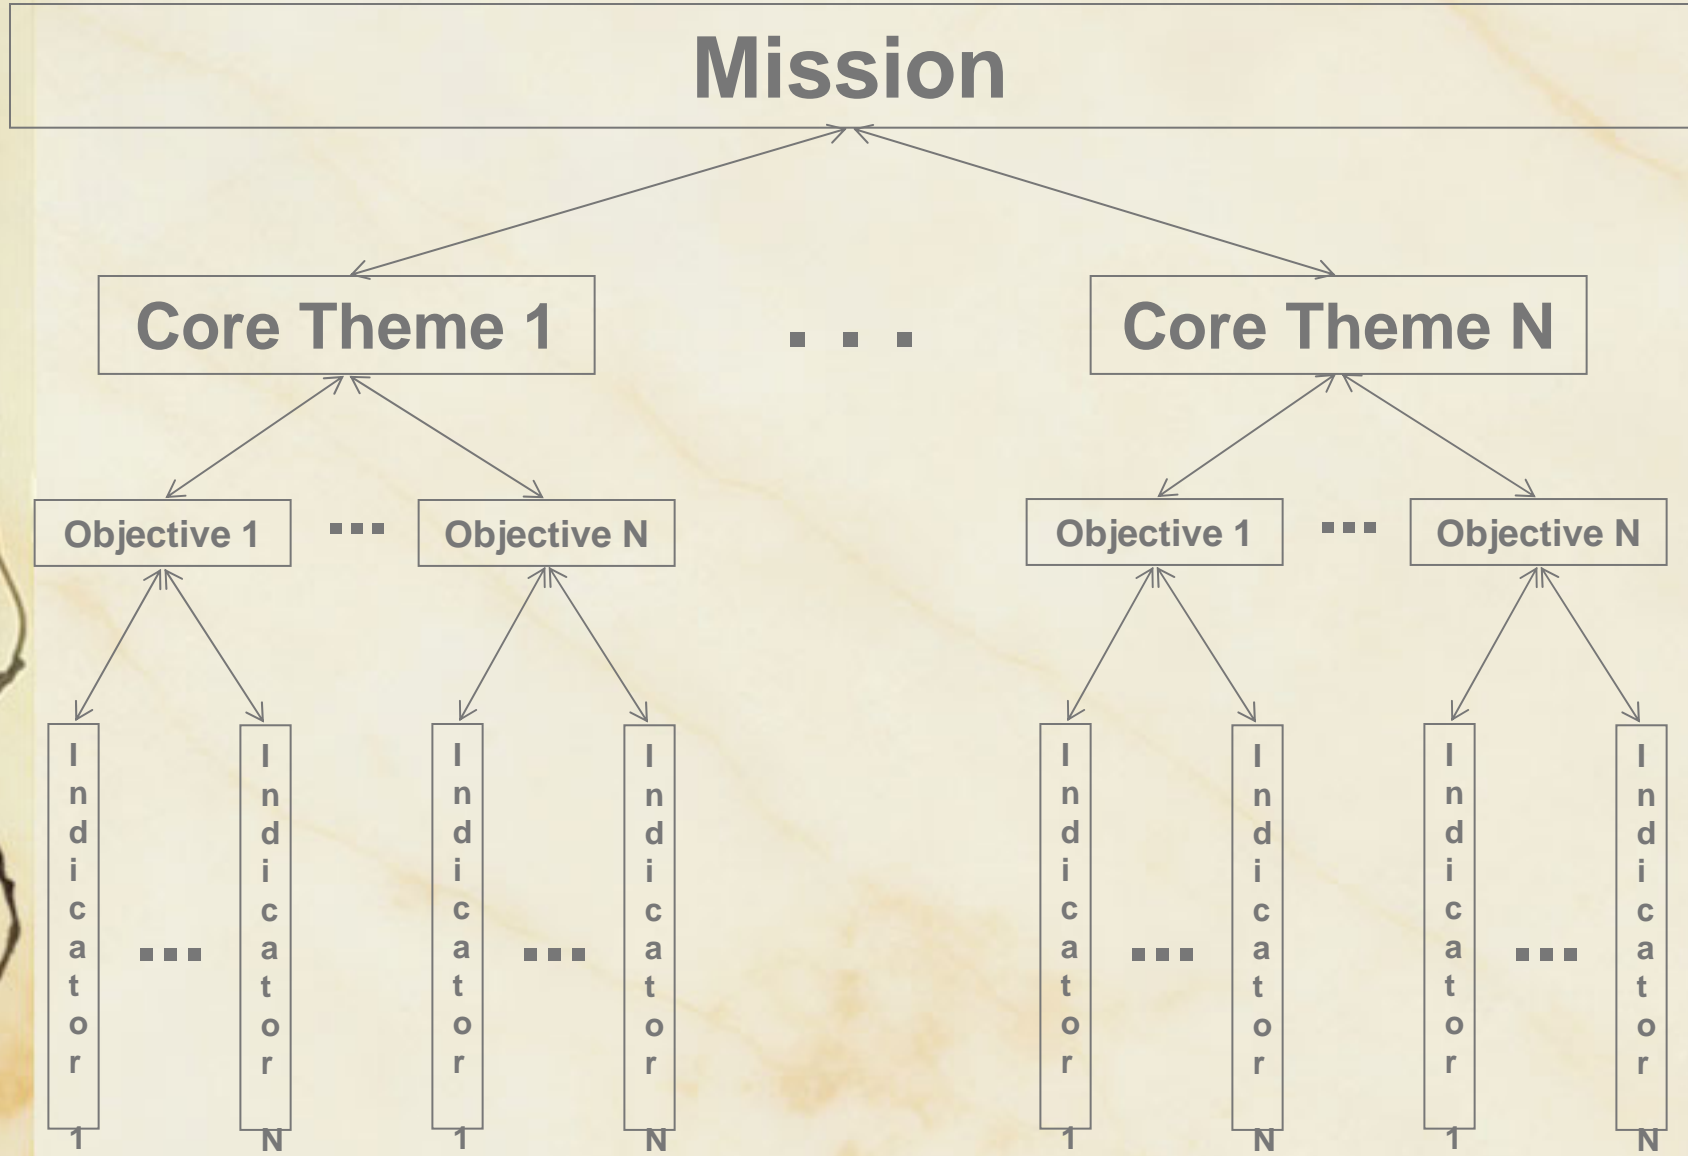 Mission
Core Theme 1
. . .
Core Theme N
Objective 1
...
Objective N
Objective 1
...
Objective N
Indicator 1
...
Indicator N
Indicator 1
...
Indicator N
Indicator 1
...
Indicator N
Indicator 1
...
Indicator N